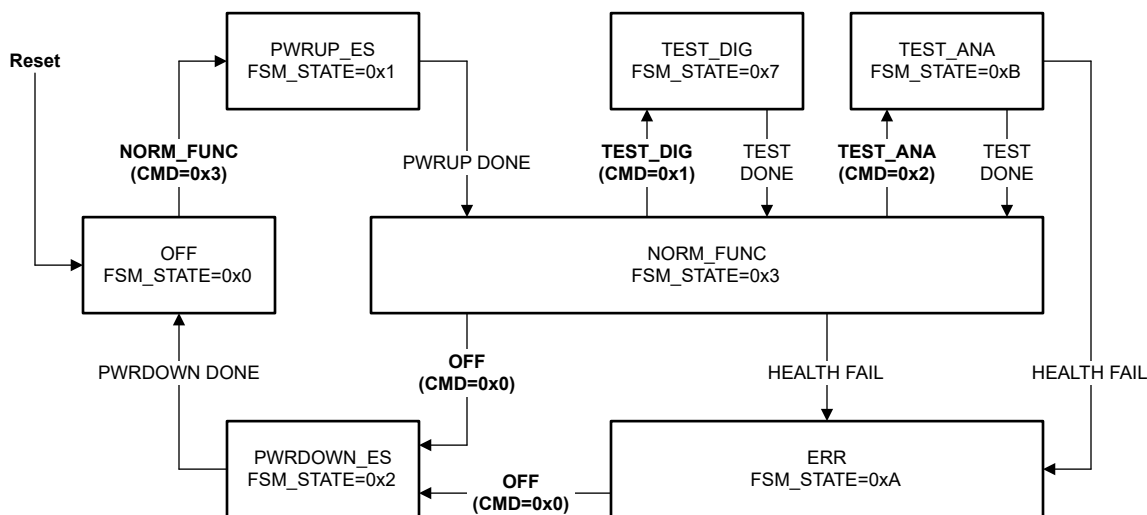 Reset
PWRUP_ES
FSM_STATE=0x1
TEST_DIG
FSM_STATE=0x7
TEST_ANA
FSM_STATE=0xB
NORM_FUNC
(CMD=0x3)
PWRUP DONE
TEST_DIG
(CMD=0x1)
TEST
DONE
TEST_ANA
(CMD=0x2)
TEST
DONE
OFF
FSM_STATE=0x0
NORM_FUNC
FSM_STATE=0x3
PWRDOWN DONE
OFF
(CMD=0x0)
HEALTH FAIL
HEALTH FAIL
PWRDOWN_ES
FSM_STATE=0x2
OFF
(CMD=0x0)
ERR
FSM_STATE=0xA